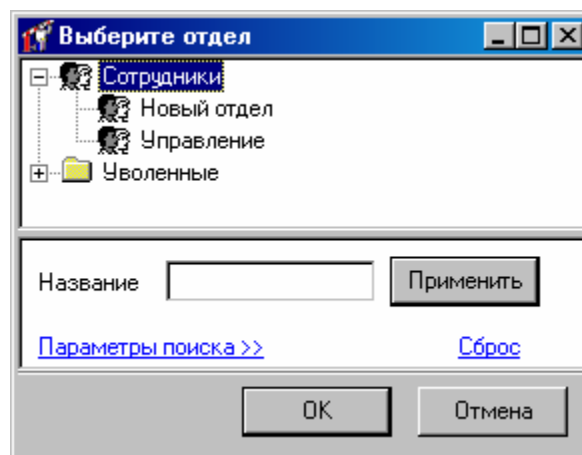 Выберите отдел
Сотрудники
Новый отдел
Управление
Уволенные
Название Применить
Параметры поиска >> Сброс
OK Отмена